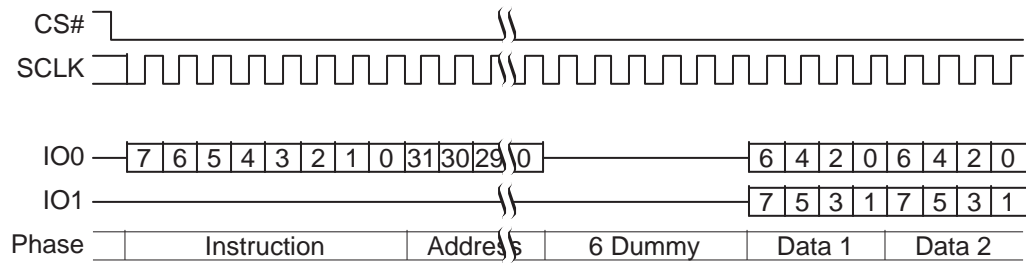 CS#
SCLK
IO0 7 6 5 4 3 2 1 0 31 30 29 0 6 4 2 0 6 4 2 0
IO1 7 5 3 1 7 5 3 1
Phase Instruction Address 6 Dummy Data 1 Data 2